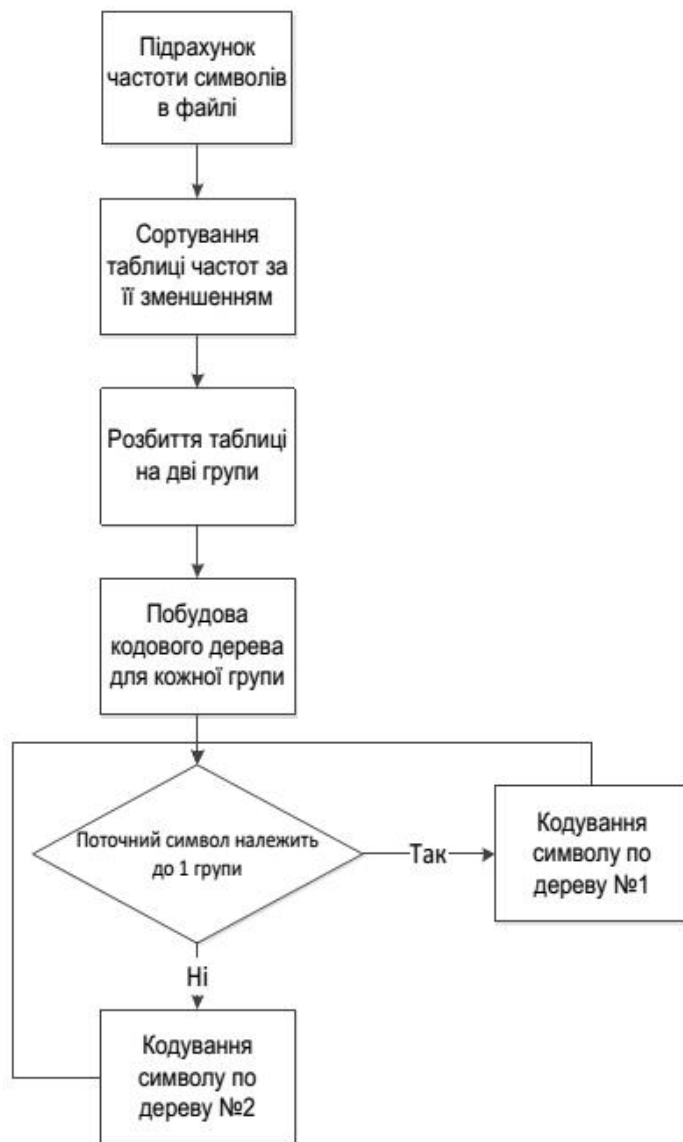 Підрахунок
частоти символів
в файлі
Сортування
таблиці частот за
її зменшенням
Розбиття таблиці
на дві групи
Побудова
кодового дерева
для кожної групи
Поточний символ належить
до 1 групи
Так
Кодування
символу по
дереву №1
Ні
Кодування
символу по
дереву №2